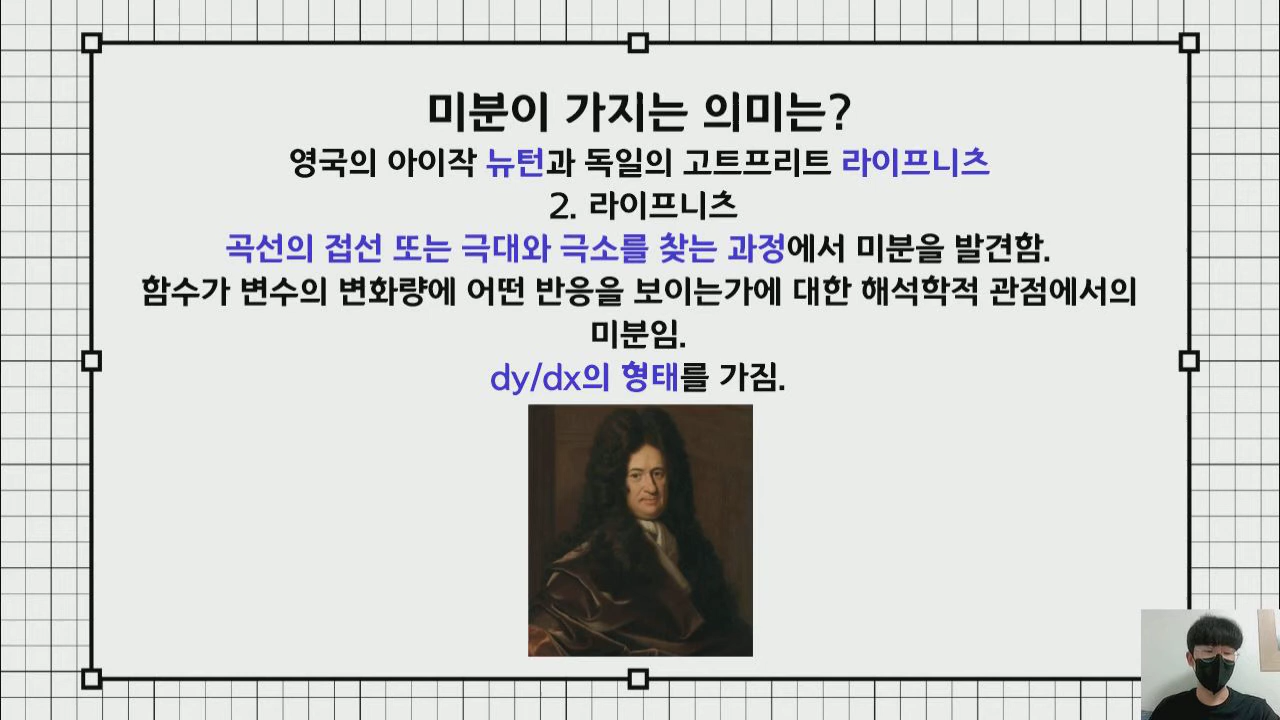 미분이 가지는 의미는?
영국의 아이작 뉴턴과 독일의 고트프리트 라이프니츠
2. 라이프니츠
곡선의 접선 또는 극대와 극소를 찾는 과정에서 미분을 발견함.
함수가 변수의 변화량에 어떤 반응을 보이는가에 대한 해석학적 관점에서의
미분임.
dy/dx의 형태를 가짐.